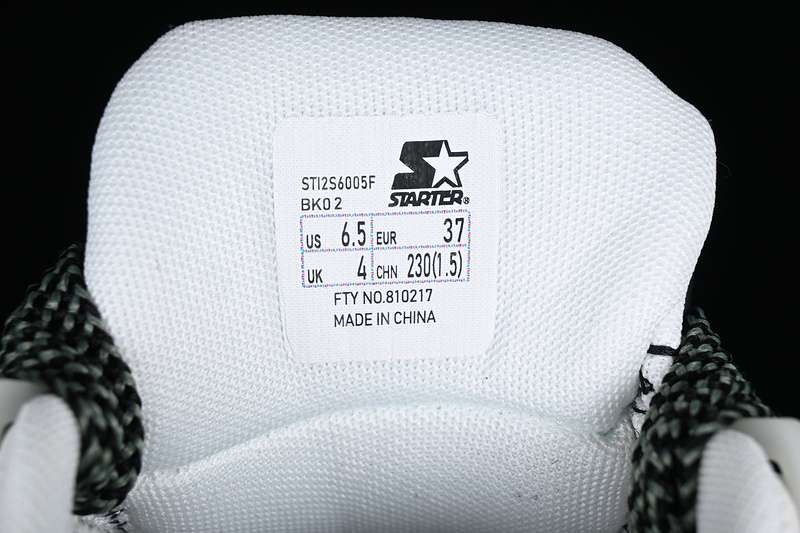 STI2S6005F
BK02
STARTER®
US 6.5 EUR 37
UK 4 CHN 230(1.5)
FTY NO.810217
MADE IN CHINA